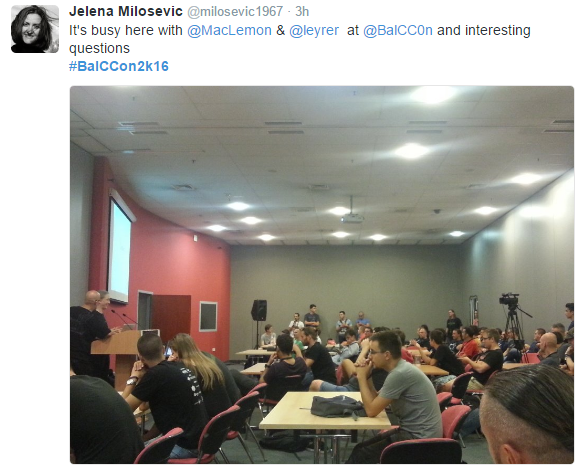 Jelena Milosevic @milosevic1967 · 3h
It's busy here with @MacLemon & @leyrer at @BalCC0n and interesting
questions
#BalCCon2k16